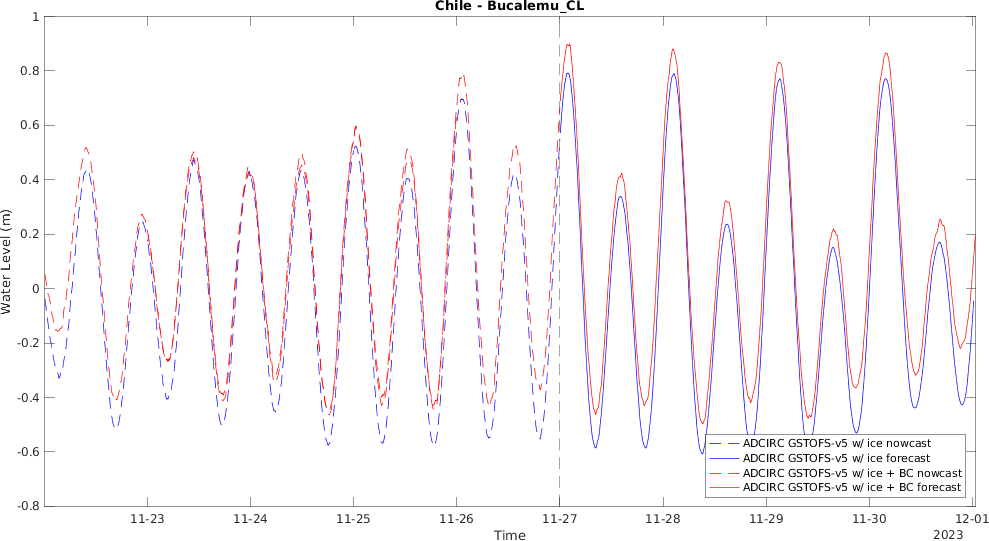 Chile - Bucalemu_CL
Water Level (m)
1
0.8
0.6
0.4
0.2
0
-0.2
-0.4
-0.6
-0.8
ADCIRC GSTOFS-v5 w/ ice nowcast
ADCIRC GSTOFS-v5 w/ ice forecast
ADCIRC GSTOFS-v5 w/ ice + BC nowcast
ADCIRC GSTOFS-v5 w/ ice + BC forecast
11-23 11-24 11-25 11-26 11-27 11-28 11-29 11-30 12-01
Time
2023